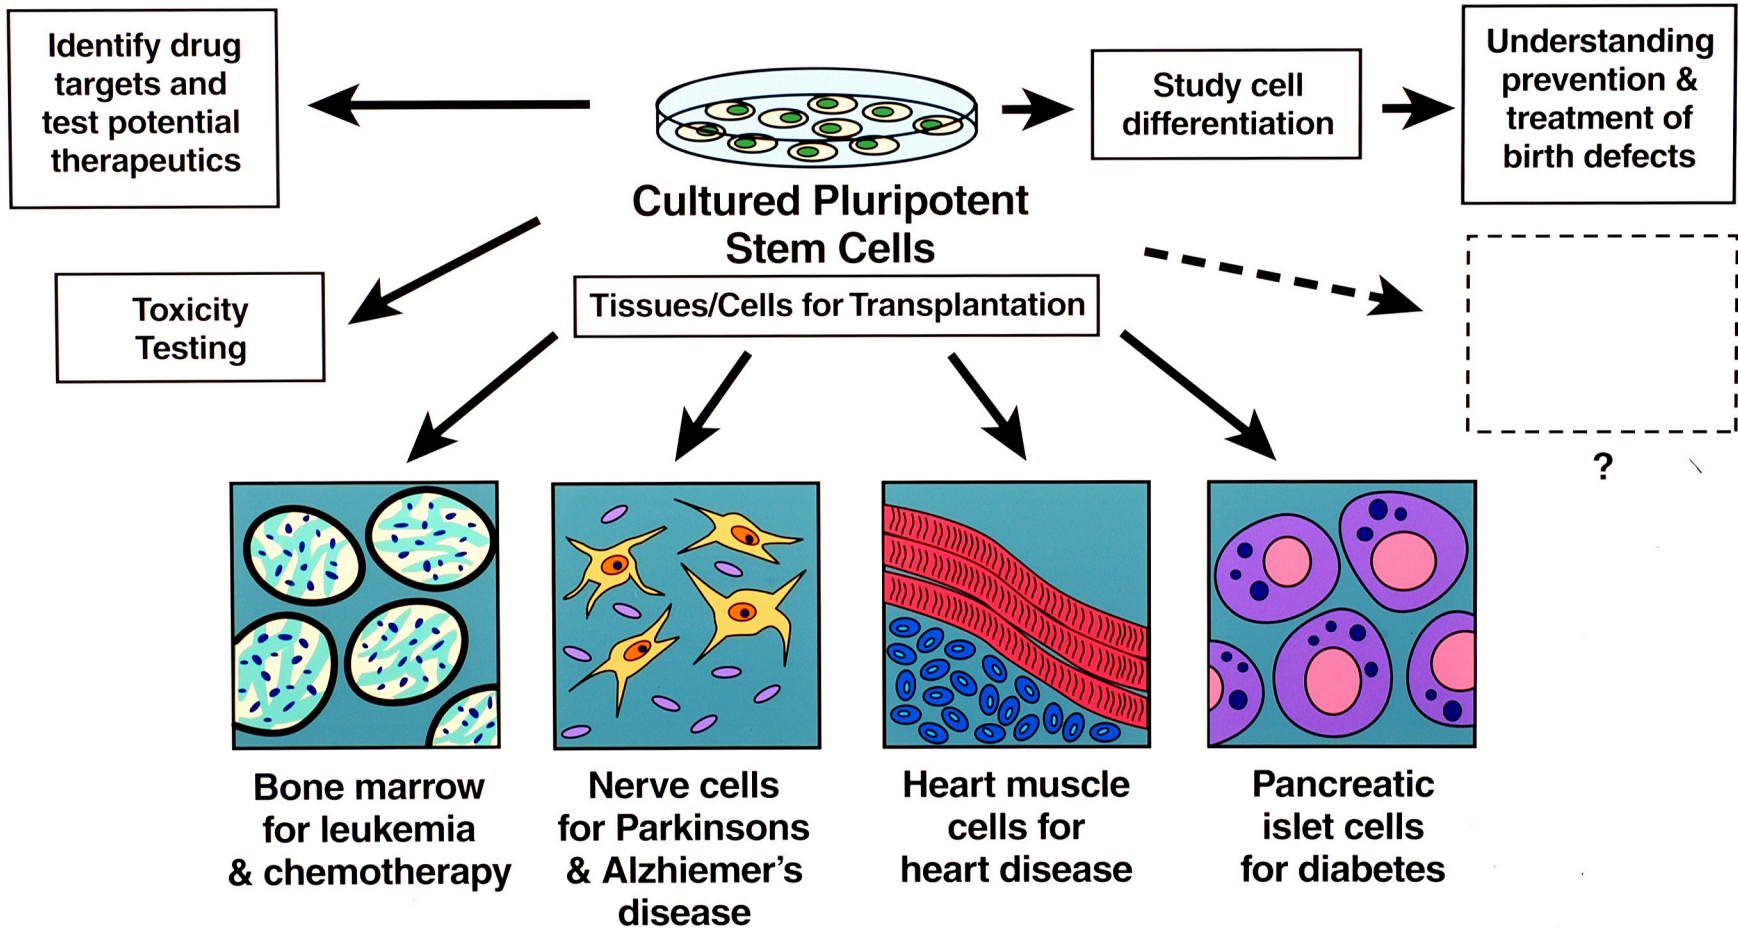 Identify drug
targets and
test potential
therapeutics
Cultured Pluripotent
Stem Cells
Study cell
differentiation
Understanding
prevention &
treatment of
birth defects
Toxicity
Testing
Tissues/Cells for Transplantation
?
Bone marrow
for leukemia
& chemotherapy
Nerve cells
for Parkinsons
& Alzhiemer's
disease
Heart muscle
cells for
heart disease
Pancreatic
islet cells
for diabetes